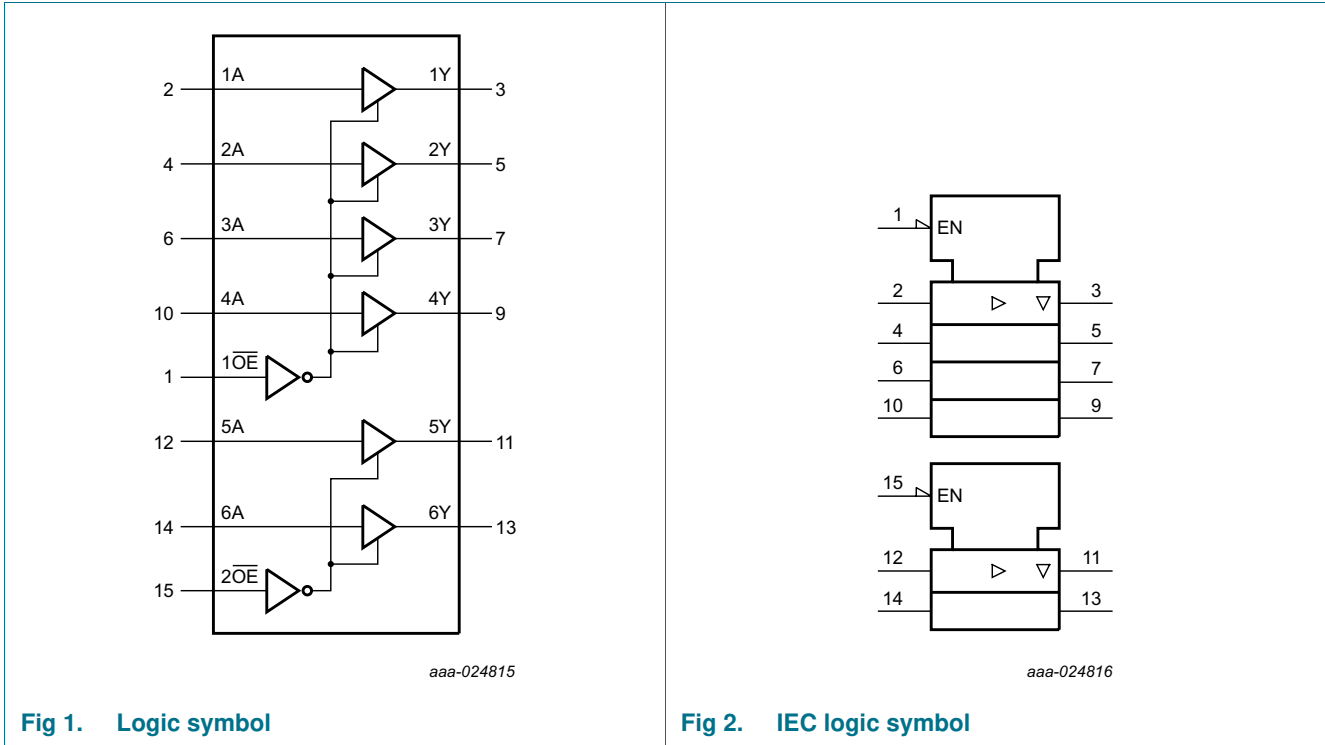 1A 1Y
2 3
2A 2Y
4 5
3A 3Y
6 7
4A 4Y
10 9
1OE
1
5A 5Y
12 11
6A 6Y
14 13
2OE
15
aaa-024815
Fig 1. Logic symbol
1 EN
2 3
4 5
6 7
10 9
15 EN
12 11
14 13
aaa-024816
Fig 2. IEC logic symbol